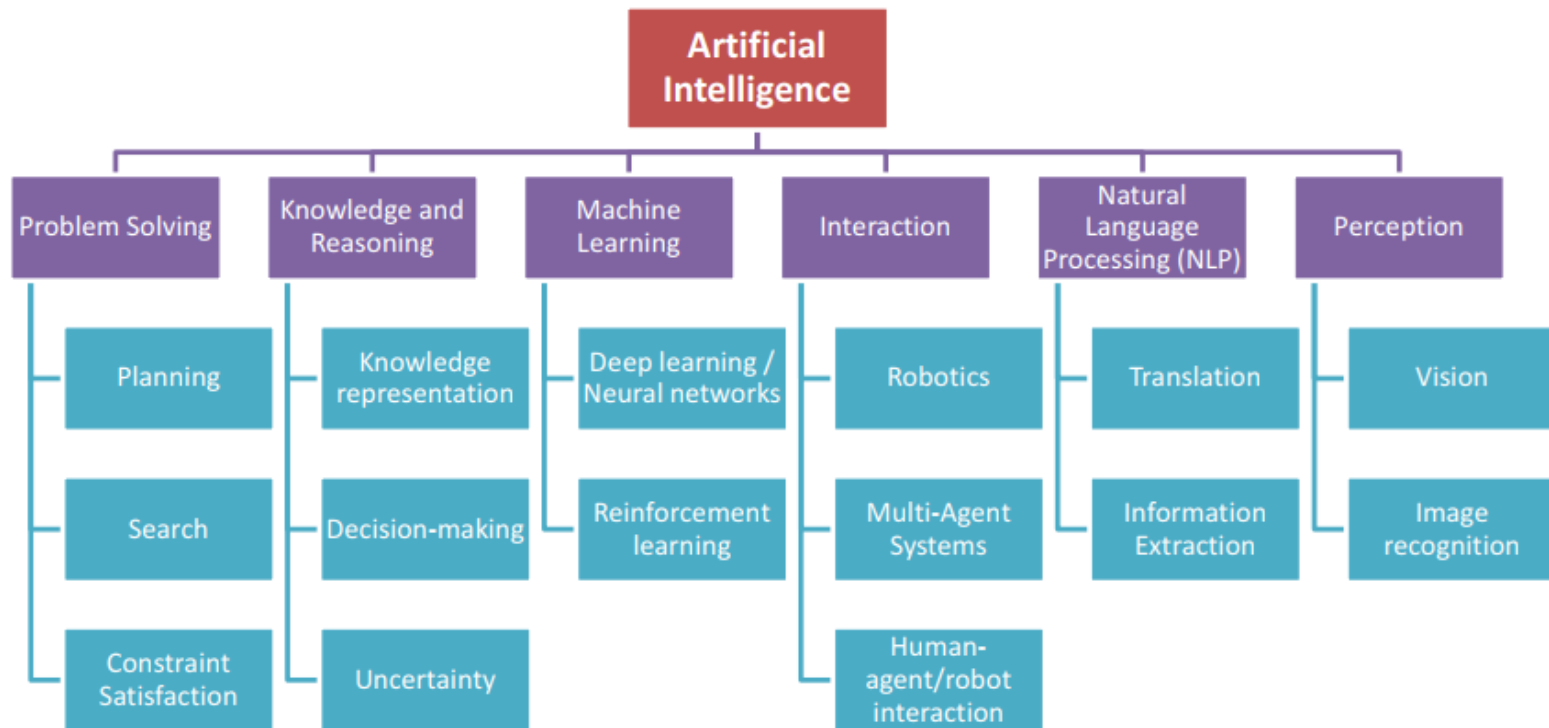 Artificial
Intelligence
Problem Solving
Knowledge and
Reasoning
Machine
Learning
Interaction
Natural
Language
Processing (NLP)
Perception
Planning
Knowledge
representation
Deep learning /
Neural networks
Robotics
Translation
Vision
Search
Decision-making
Reinforcement
learning
Multi-Agent
Systems
Information
Extraction
Image
recognition
Constraint
Satisfaction
Uncertainty
Human-
agent/robot
interaction